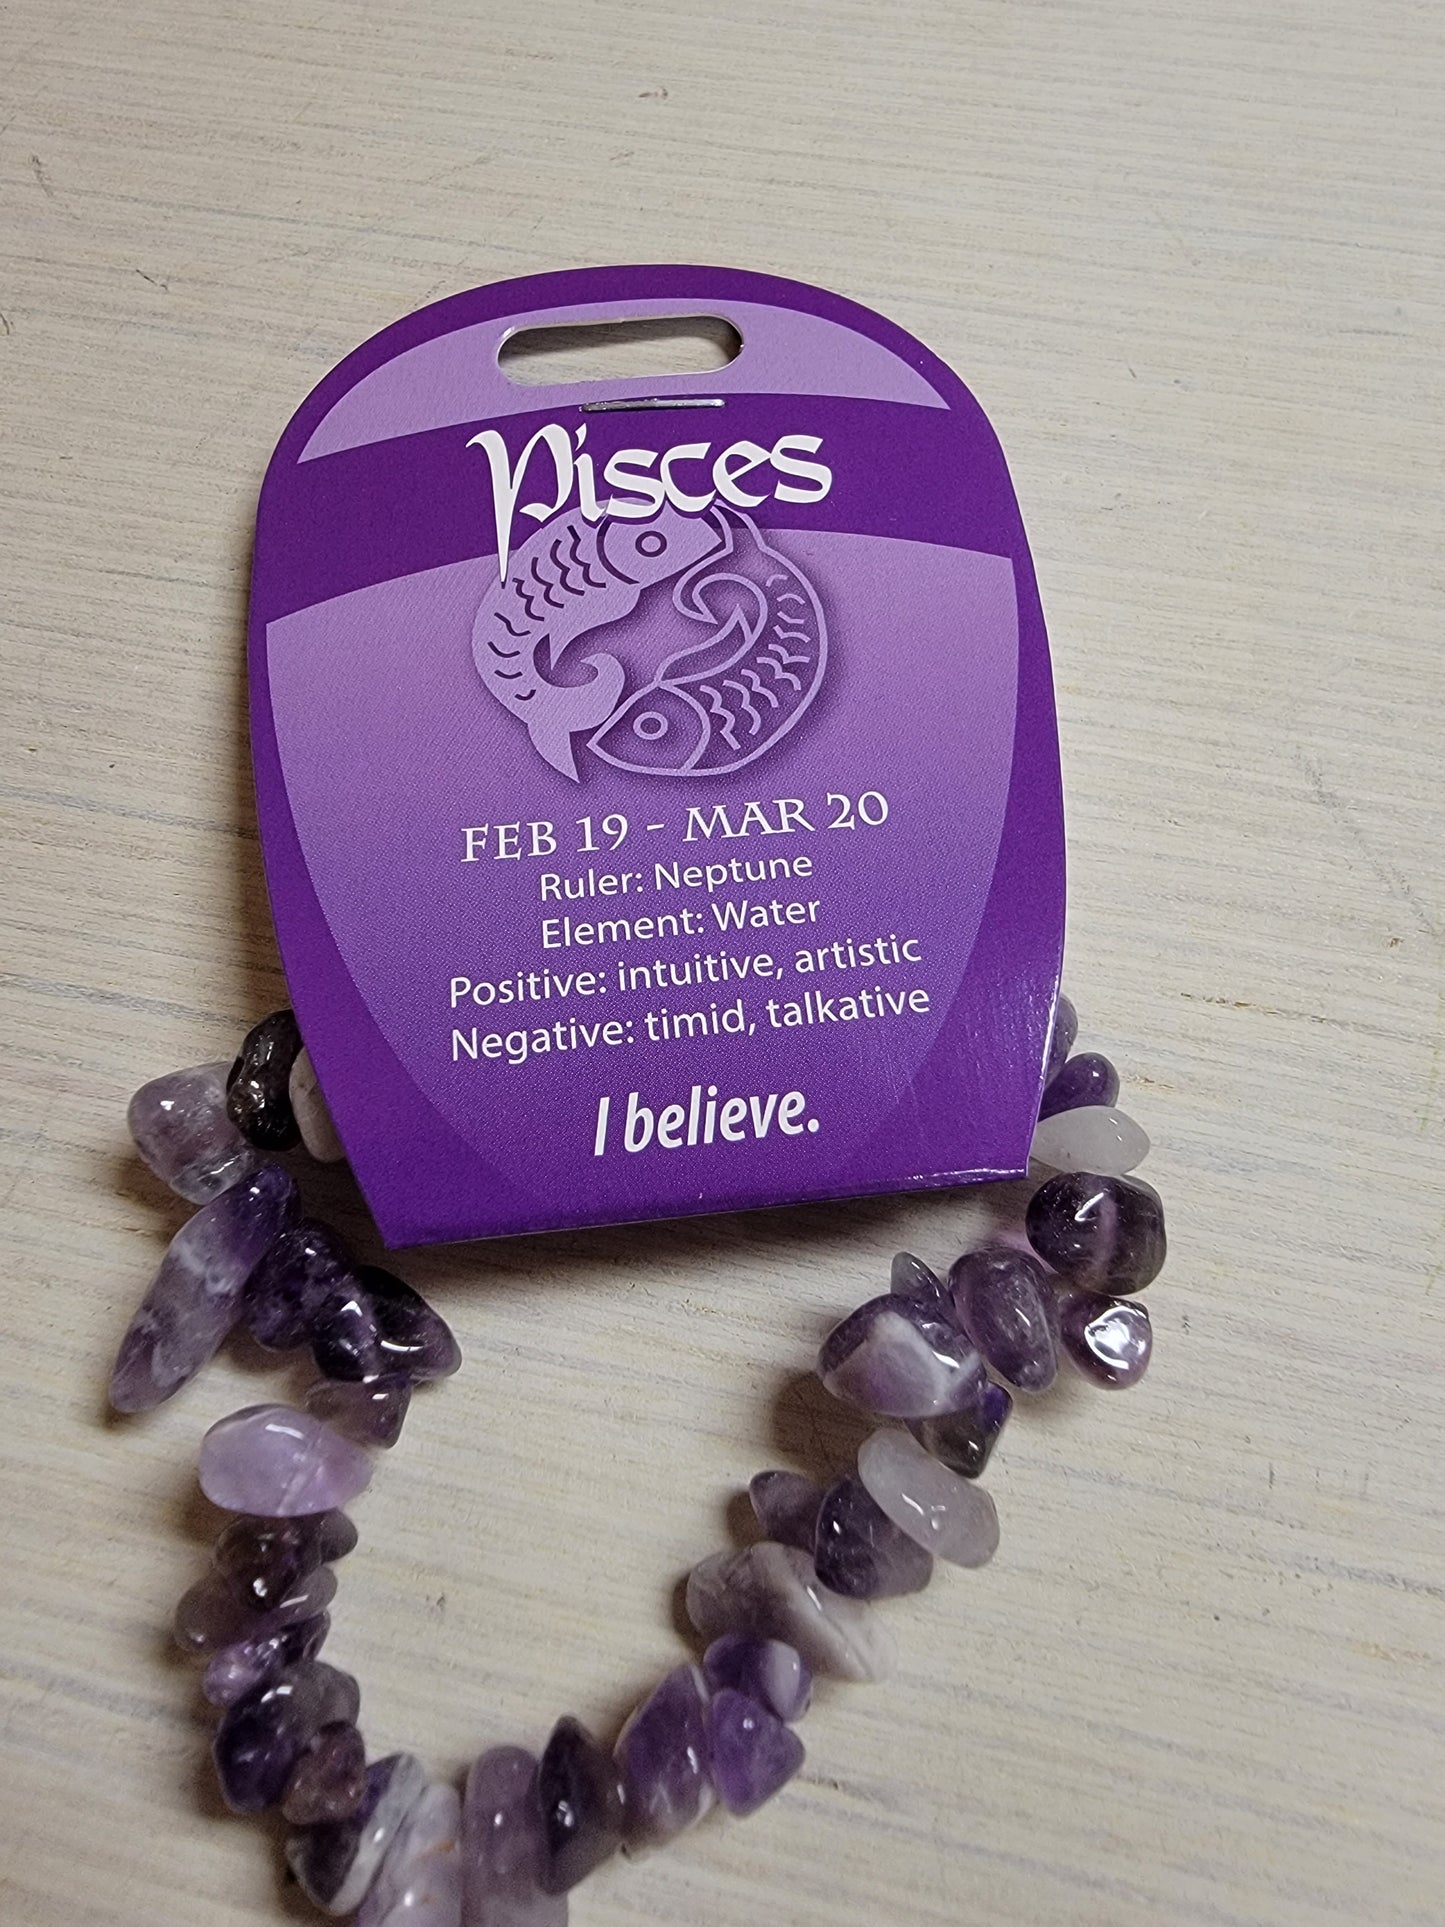 Pisces
FEB 19 - MAR 20
Ruler: Neptune
Element: Water
Positive: intuitive, artistic
Negative: timid, talkative
I believe.